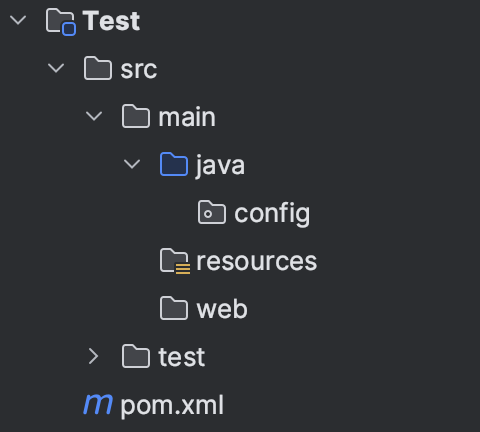 Test
src
main
java
config
resources
web
test
m pom.xml